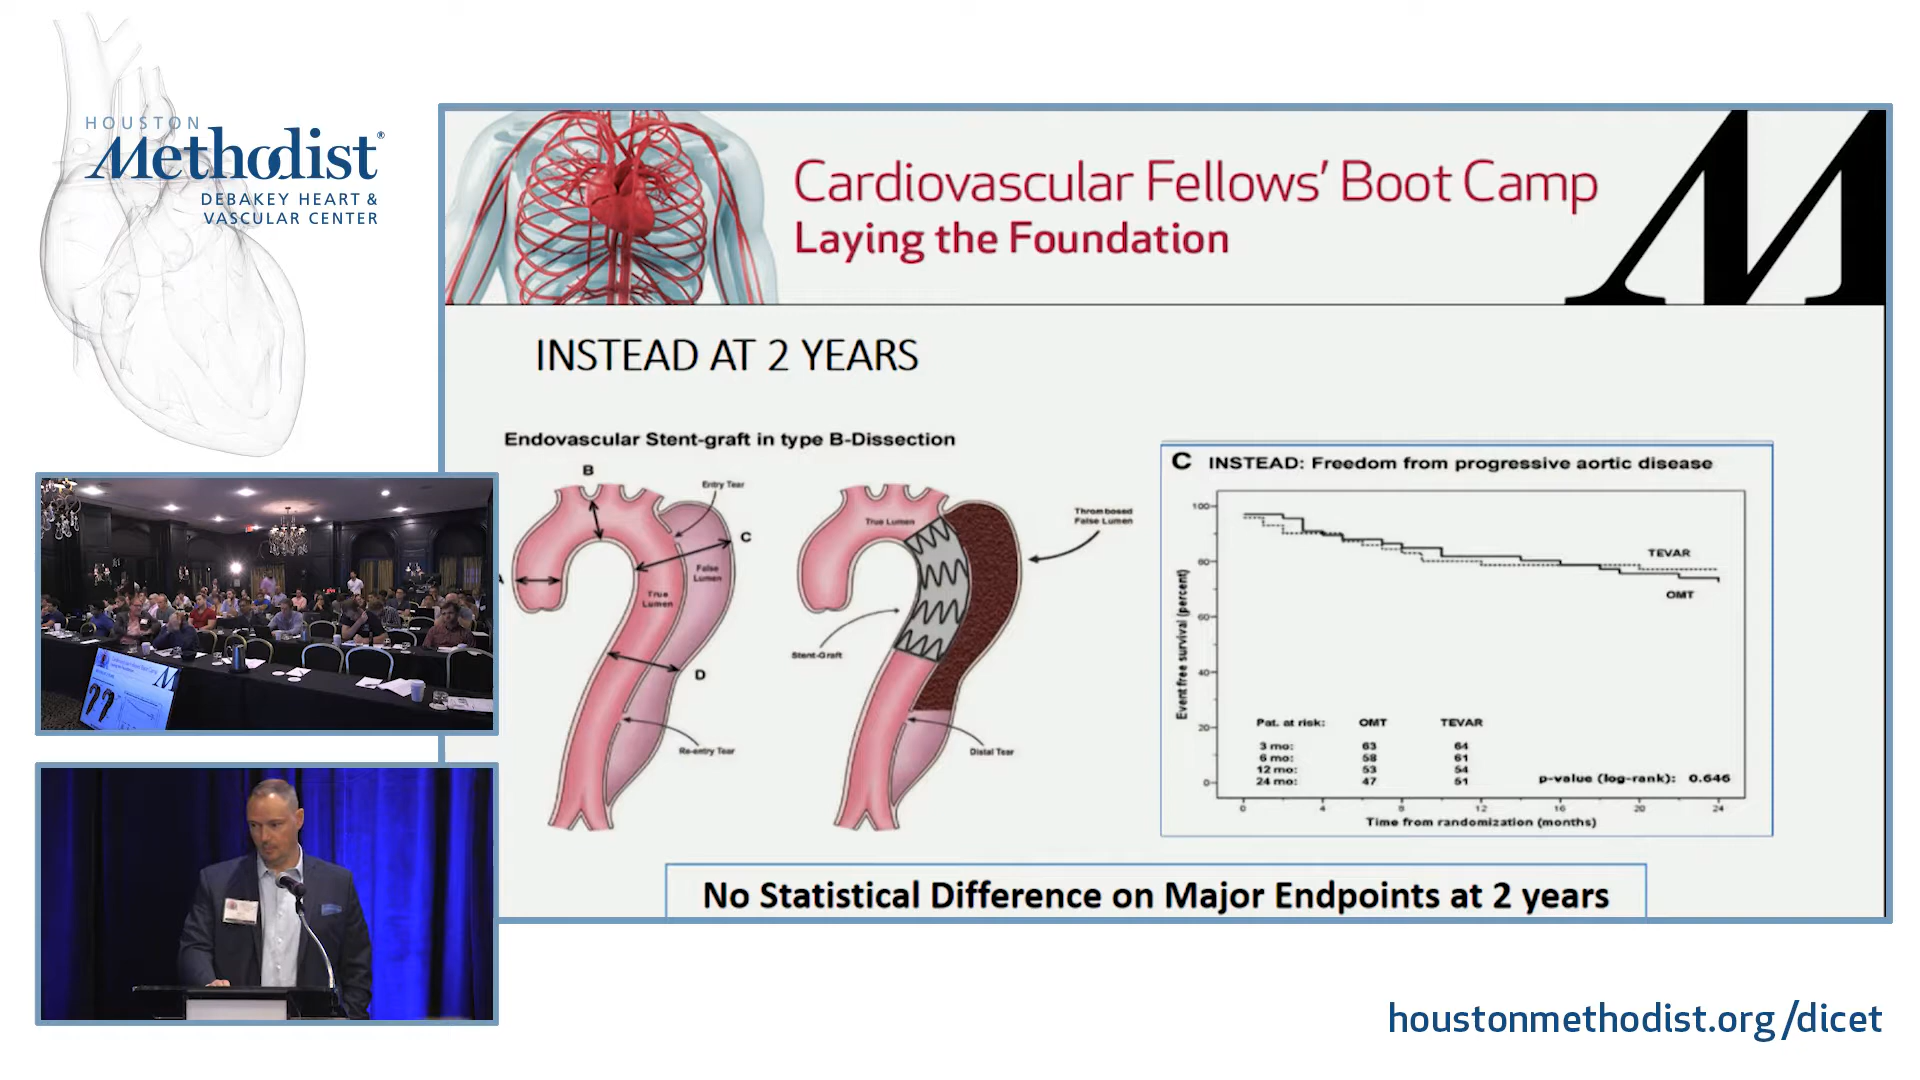 HOUSTON
Methodist®
DEBAKEY HEART &
VASCULAR CENTER
Cardiovascular Fellows' Boot Camp
Laying the Foundation
M
INSTEAD AT 2 YEARS
Endovascular Stent-graft in type B-Dissection
B
Entry Tear
C
False
Lumen
True
Lumen
D
Re-entry Tear
True Lumen
Thrombosed
False Lumen
Stent-Graft
Distal Tear
C INSTEAD: Freedom from progressive aortic disease
Event free survival (percent)
100
80
60
40
20
0
TEVAR
OMT
Pat. at risk: OMT TEVAR
3 mo: 63 64
6 mo: 58 61
12 mo: 53 54
24 mo: 47 51
p-value (log-rank): 0.646
0 4 8 12 16 20 24
Time from randomization (months)
No Statistical Difference on Major Endpoints at 2 years
houstonmethodist.org/dicet